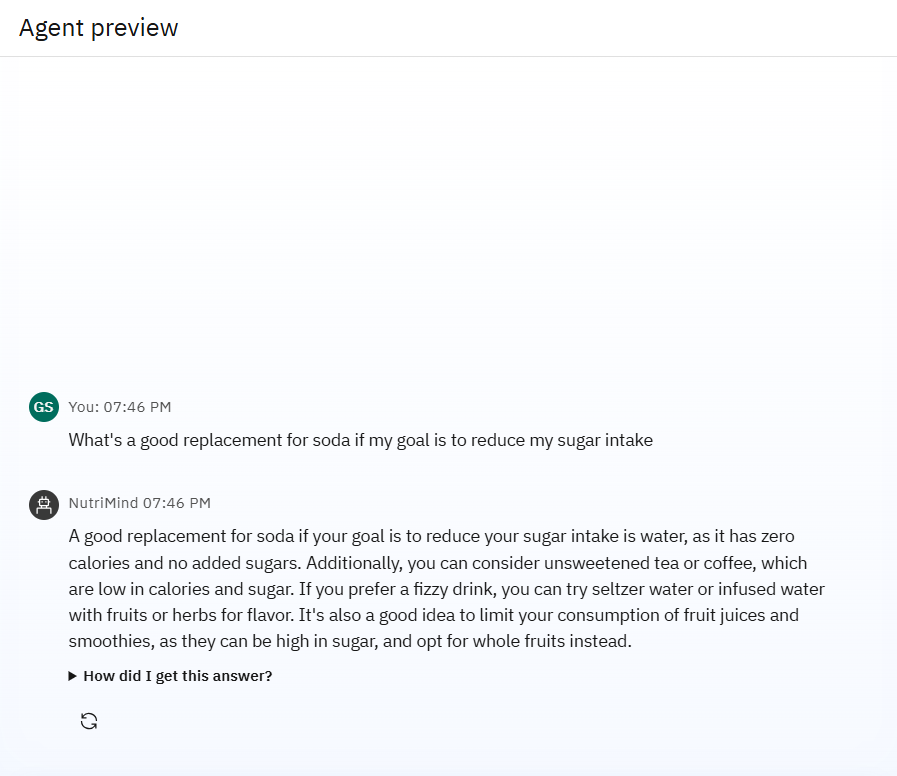 Agent preview
GS
You: 07:46 PM
What's a good replacement for soda if my goal is to reduce my sugar intake
NutriMind 07:46 PM
A good replacement for soda if your goal is to reduce your sugar intake is water, as it has zero
calories and no added sugars. Additionally, you can consider unsweetened tea or coffee, which
are low in calories and sugar. If you prefer a fizzy drink, you can try seltzer water or infused water
with fruits or herbs for flavor. It's also a good idea to limit your consumption of fruit juices and
smoothies, as they can be high in sugar, and opt for whole fruits instead.
How did I get this answer?